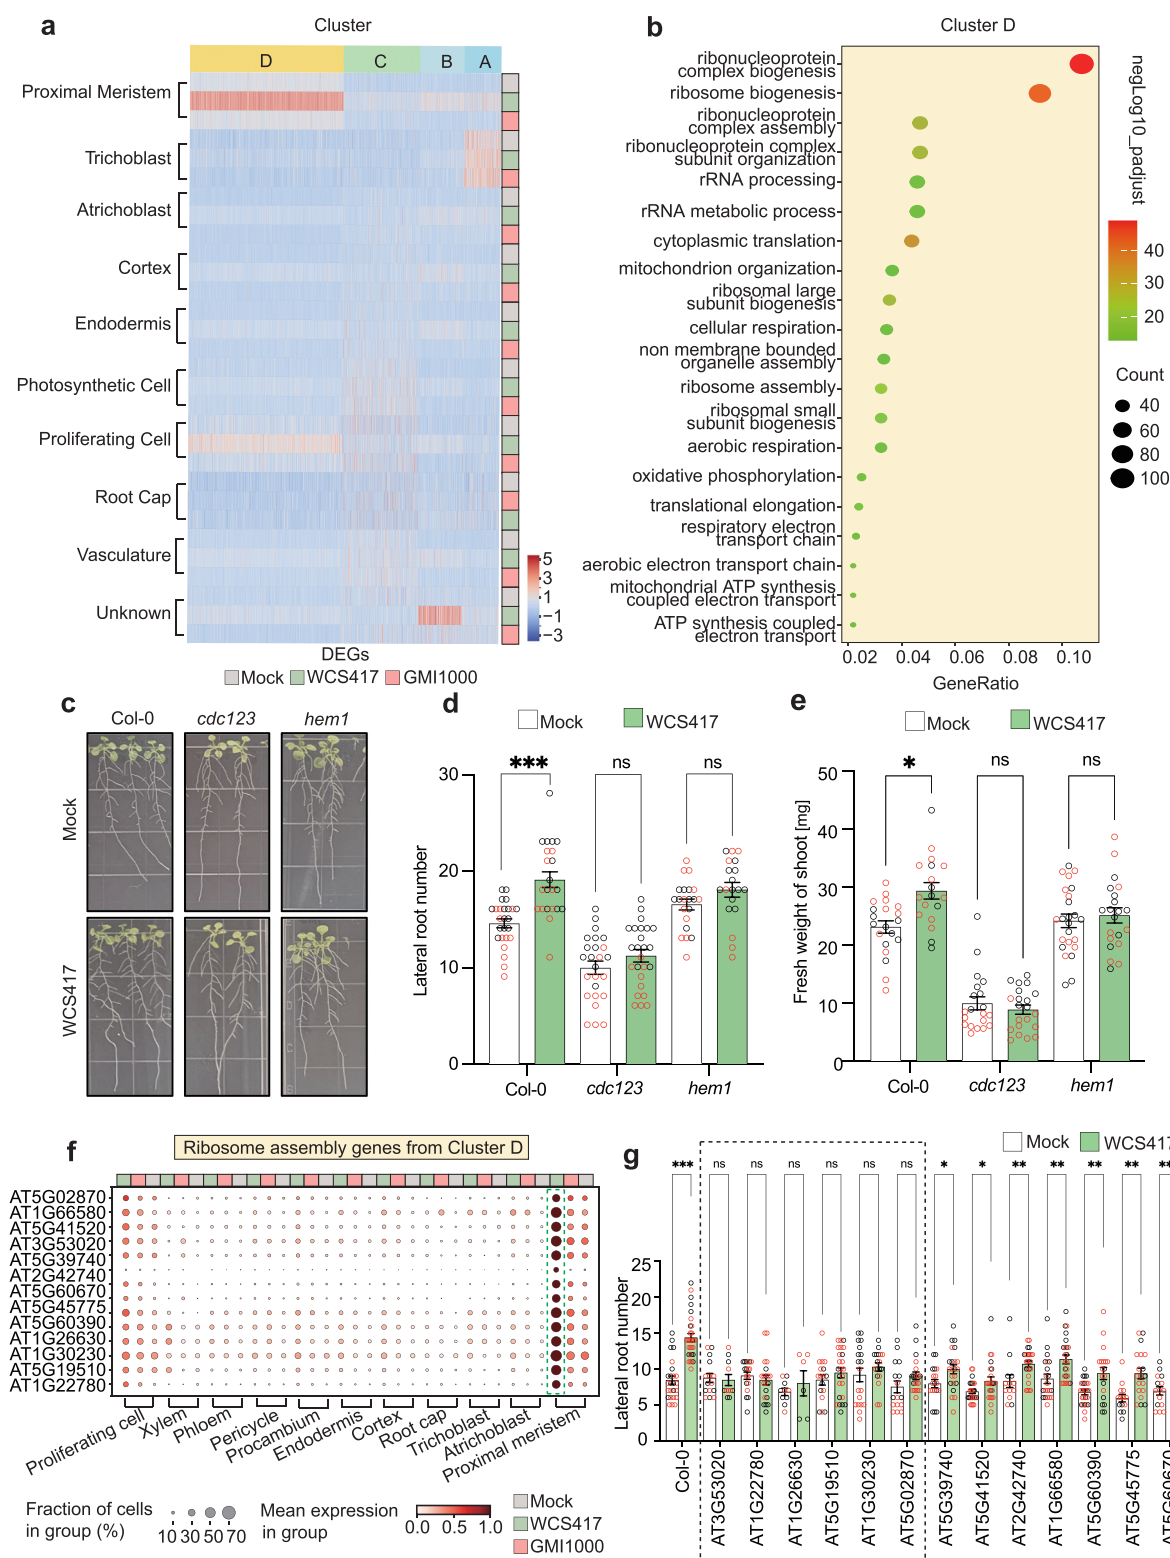 a
Cluster
D
C
B
A
Proximal Meristem
Trichoblast
Atrichoblast
Cortex
Endodermis
Photosynthetic Cell
Proliferating Cell
Root Cap
Vasculature
Unknown
5
3
1
−1
−3
DEGs
Mock
WCS417
GMI1000
b
Cluster D
ribonucleoprotein
complex biogenesis
ribosome biogenesis
ribonucleoprotein
complex assembly
ribonucleoprotein complex
subunit organization
rRNA processing
rRNA metabolic process
cytoplasmic translation
mitochondrion organization
ribosomal large
subunit biogenesis
cellular respiration
non membrane bounded
organelle assembly
ribosome assembly
ribosomal small
subunit biogenesis
aerobic respiration
oxidative phosphorylation
translational elongation
respiratory electron
transport chain
aerobic electron transport chain
mitochondrial ATP synthesis
coupled electron transport
ATP synthesis coupled
electron transport
0.02 0.04 0.06 0.08 0.10
GeneRatio
negLog10_padjust
40
30
20
Count
40
60
80
100
c
Col-0
cdc123
hem1
Mock
WCS417
d
Mock
WCS417
*** ns ns
Lateral root number
30
20
10
0
Col-0 cdc123 hem1
e
Mock
WCS417
* ns ns
Fresh weight of shoot [mg]
50
40
30
20
10
0
Col-0 cdc123 hem1
f
Ribosome assembly genes from Cluster D
AT5G02870
AT1G66580
AT5G41520
AT3G53020
AT5G39740
AT2G42740
AT5G60670
AT5G45775
AT5G60390
AT1G26630
AT1G30230
AT5G19510
AT1G22780
Proliferating cell
Xylem
Phloem
Pericycle
Procambium
Endodermis
Cortex
Root cap
Trichoblast
Atrichoblast
Proximal meristem
Fraction of cells
in group (%)
10 30 50 70
Mean expression
in group
0.0 1.0
Mock
WCS417
GMI1000
g
Mock
WCS417
*** ns ns ns ns ns ns * * ** ** ** ** **
Lateral root number
25
20
15
10
5
0
Col-0
AT3G53020
AT1G22780
AT1G26630
AT5G19510
AT1G30230
AT5G02870
AT5G39740
AT5G41520
AT2G42740
AT1G66580
AT5G60390
AT5G45775
AT5G60670